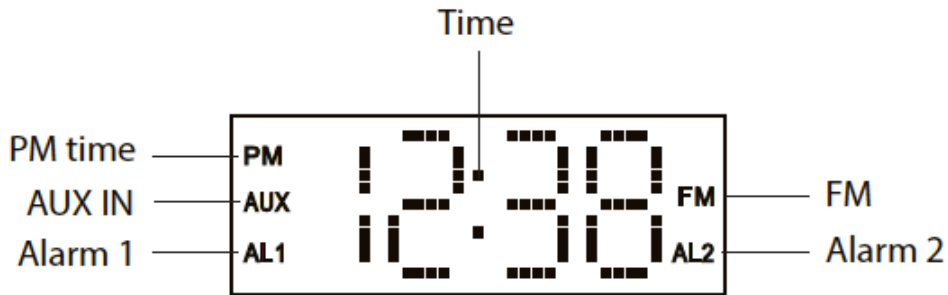 Time
PM time
PM
12:38
AUX IN
AUX
FM
FM
Alarm 1
AL1
AL2
Alarm 2